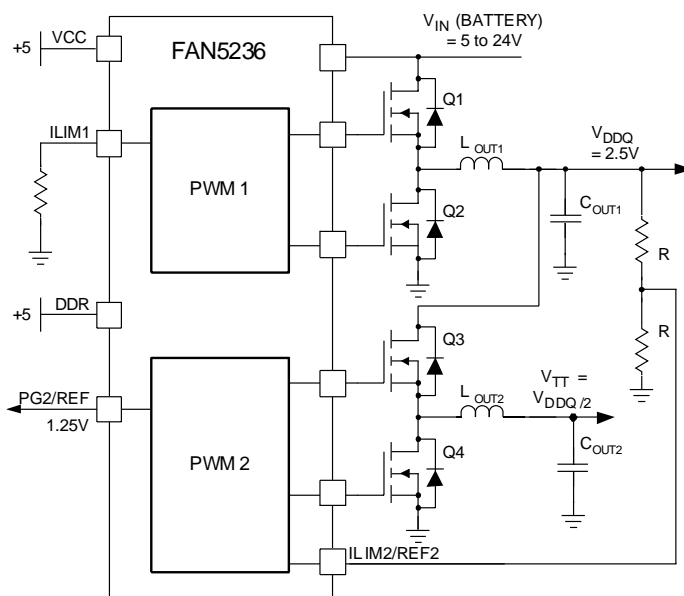 VIN (BATTERY)
= 5 to 24V
+5
VCC
FAN5236
Q1
ILIM1
PWM 1
LOUT1
VDDQ
= 2.5V
Q2
COUT1
R
+5
DDR
R
Q3
PG2/REF
1.25V
LOUT2
VTT =
VDDQ/2
PWM 2
Q4
COUT2
ILIM2/REF2